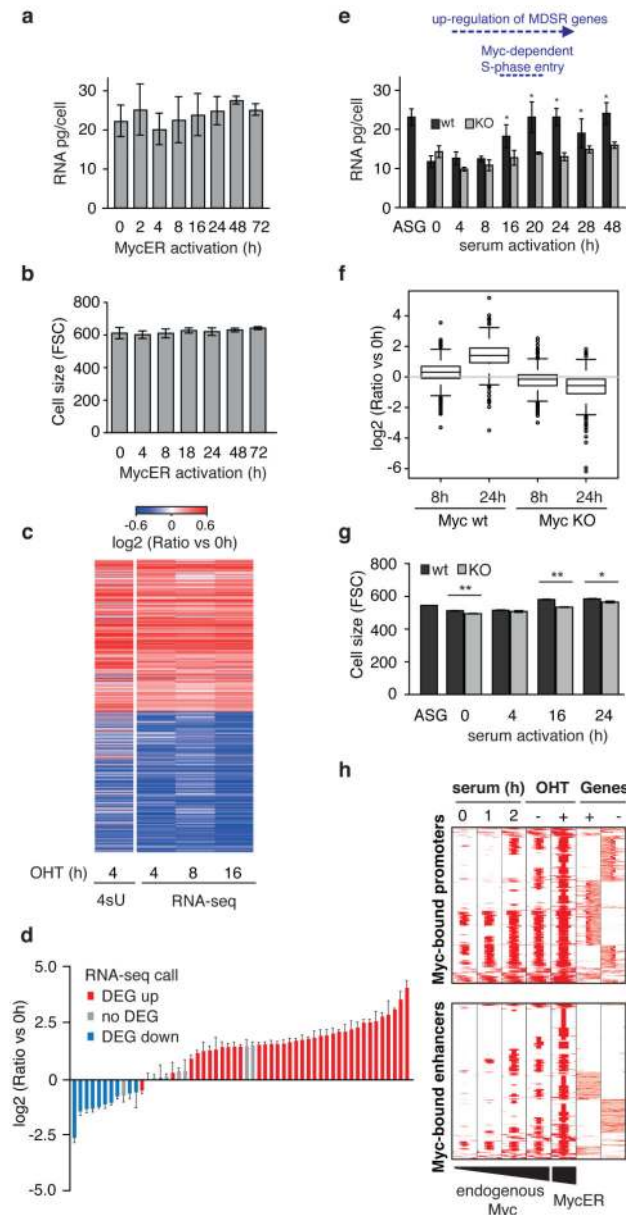 a
RNA pg/cell
30
20
10
0
0 2 4 8 16 24 48 72
MycER activation (h)
b
Cell size (FSC)
800
600
400
200
0
0 4 8 18 24 48 72
MycER activation (h)
c
-0.6 0 0.6
log2 (Ratio vs 0h)
OHT (h) 4 4 8 16
4sU RNA-seq
d
log2 (Ratio vs 0h)
5.0
2.5
0
-2.5
-5.0
RNA-seq call
DEG up
no DEG
DEG down
e
up-regulation of MDSR genes
Myc-dependent
S-phase entry
RNA pg/cell
30
20
10
0
wt KO
* * * * *
ASG 0 4 8 16 20 24 28 48
serum activation (h)
f
log2 (Ratio vs 0h)
4
2
0
-2
-4
-6
8h 24h 8h 24h
Myc wt Myc KO
g
Cell size (FSC)
800
600
400
200
0
wt KO
** ** *
ASG 0 4 16 24
serum activation (h)
h
serum (h) OHT Genes
0 1 2 - + + -
Myc-bound promoters
Myc-bound enhancers
endogenous
Myc
MycER